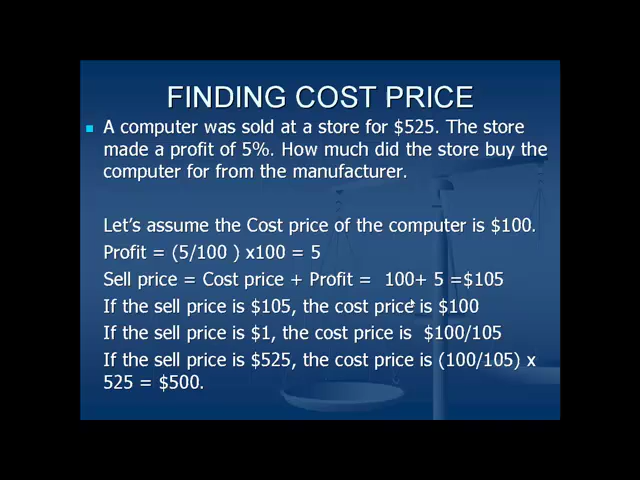 FINDING COST PRICE
A computer was sold at a store for $525. The store
made a profit of 5%. How much did the store buy the
computer for from the manufacturer.
Let's assume the Cost price of the computer is $100.
Profit = (5/100 ) x100 = 5
Sell price = Cost price + Profit = 100+ 5 =$105
If the sell price is $105, the cost price is $100
If the sell price is $1, the cost price is $100/105
If the sell price is $525, the cost price is (100/105) x
525 = $500.